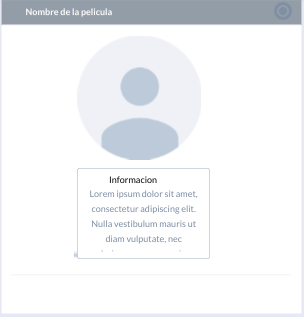 Nombre de la pelicula
Informacion
Lorem ipsum dolor sit amet,
consectetur adipiscing elit.
Nulla vestibulum mauris ut
diam vulputate, nec